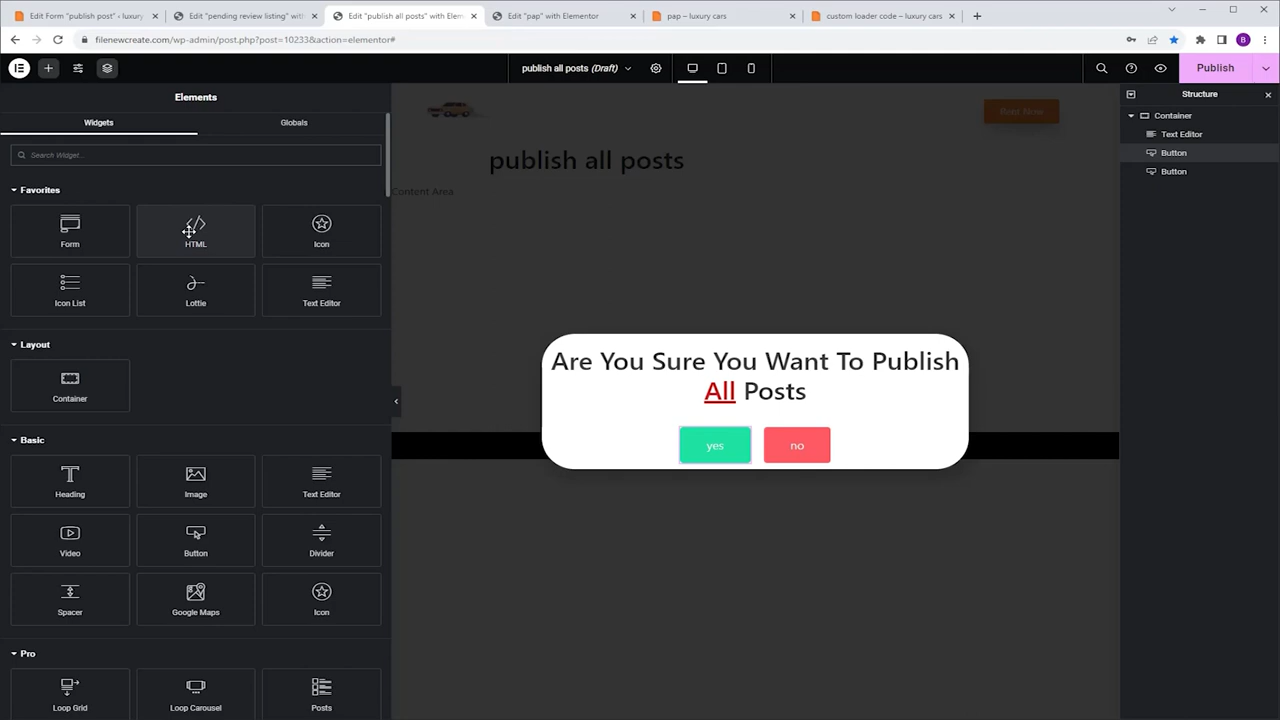 Edit Form "publish post" - luxury
Edit "pending review listing" with
Edit "publish all posts" with Elem
Edit "pap" with Elementor
pap – luxury cars
custom loader code – luxury cars
filenewcreate.com/wp-admin/post.php?post=10233&action=elementor#
B
publish all posts (Draft)
Publish
Elements
Widgets
Globals
Search Widget...
Favorites
Form
HTML
Icon
Icon List
Lottie
Text Editor
Layout
Container
Basic
Heading
Image
Text Editor
Video
Button
Divider
Spacer
Google Maps
Icon
Pro
Loop Grid
Loop Carousel
Posts
publish all posts
Content Area
Are You Sure You Want To Publish
All Posts
yes
no
Structure
Container
Text Editor
Button
Button